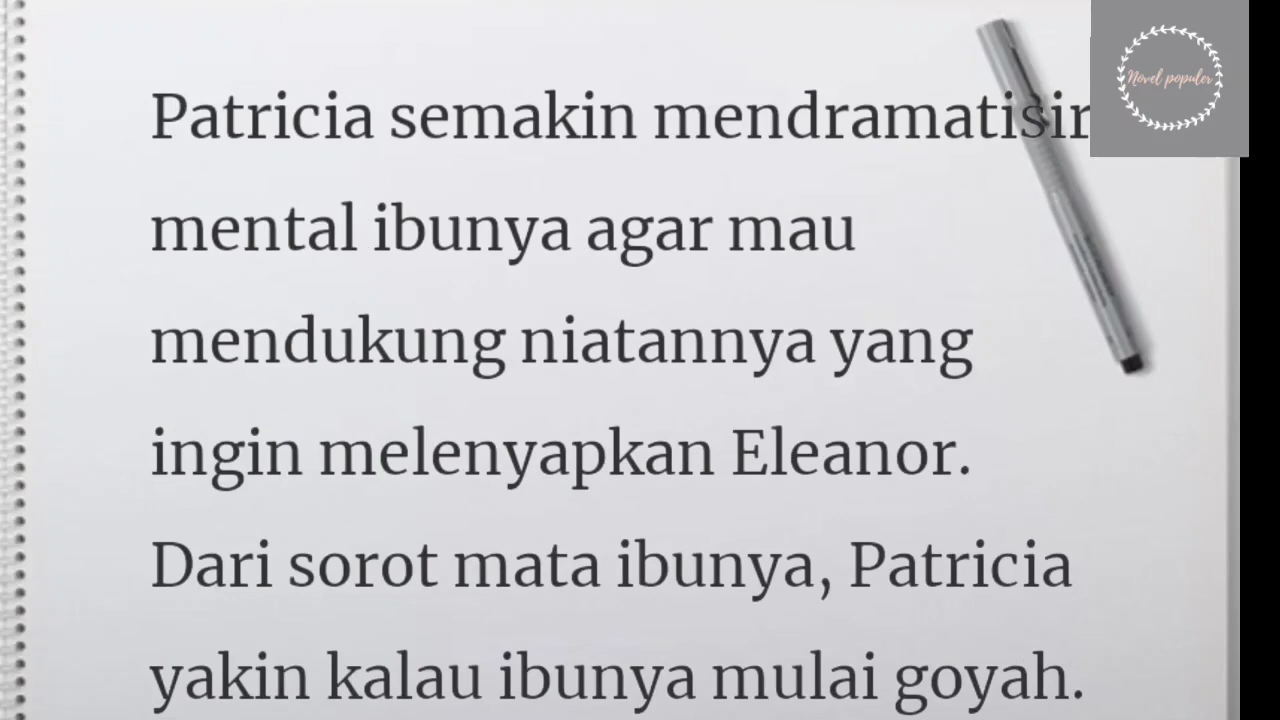 Patricia semakin mendramatisir
mental ibunya agar mau
mendukung niatannya yang
ingin melenyapkan Eleanor.
Dari sorot mata ibunya, Patricia
yakin kalau ibunya mulai goyah.
Novel populer